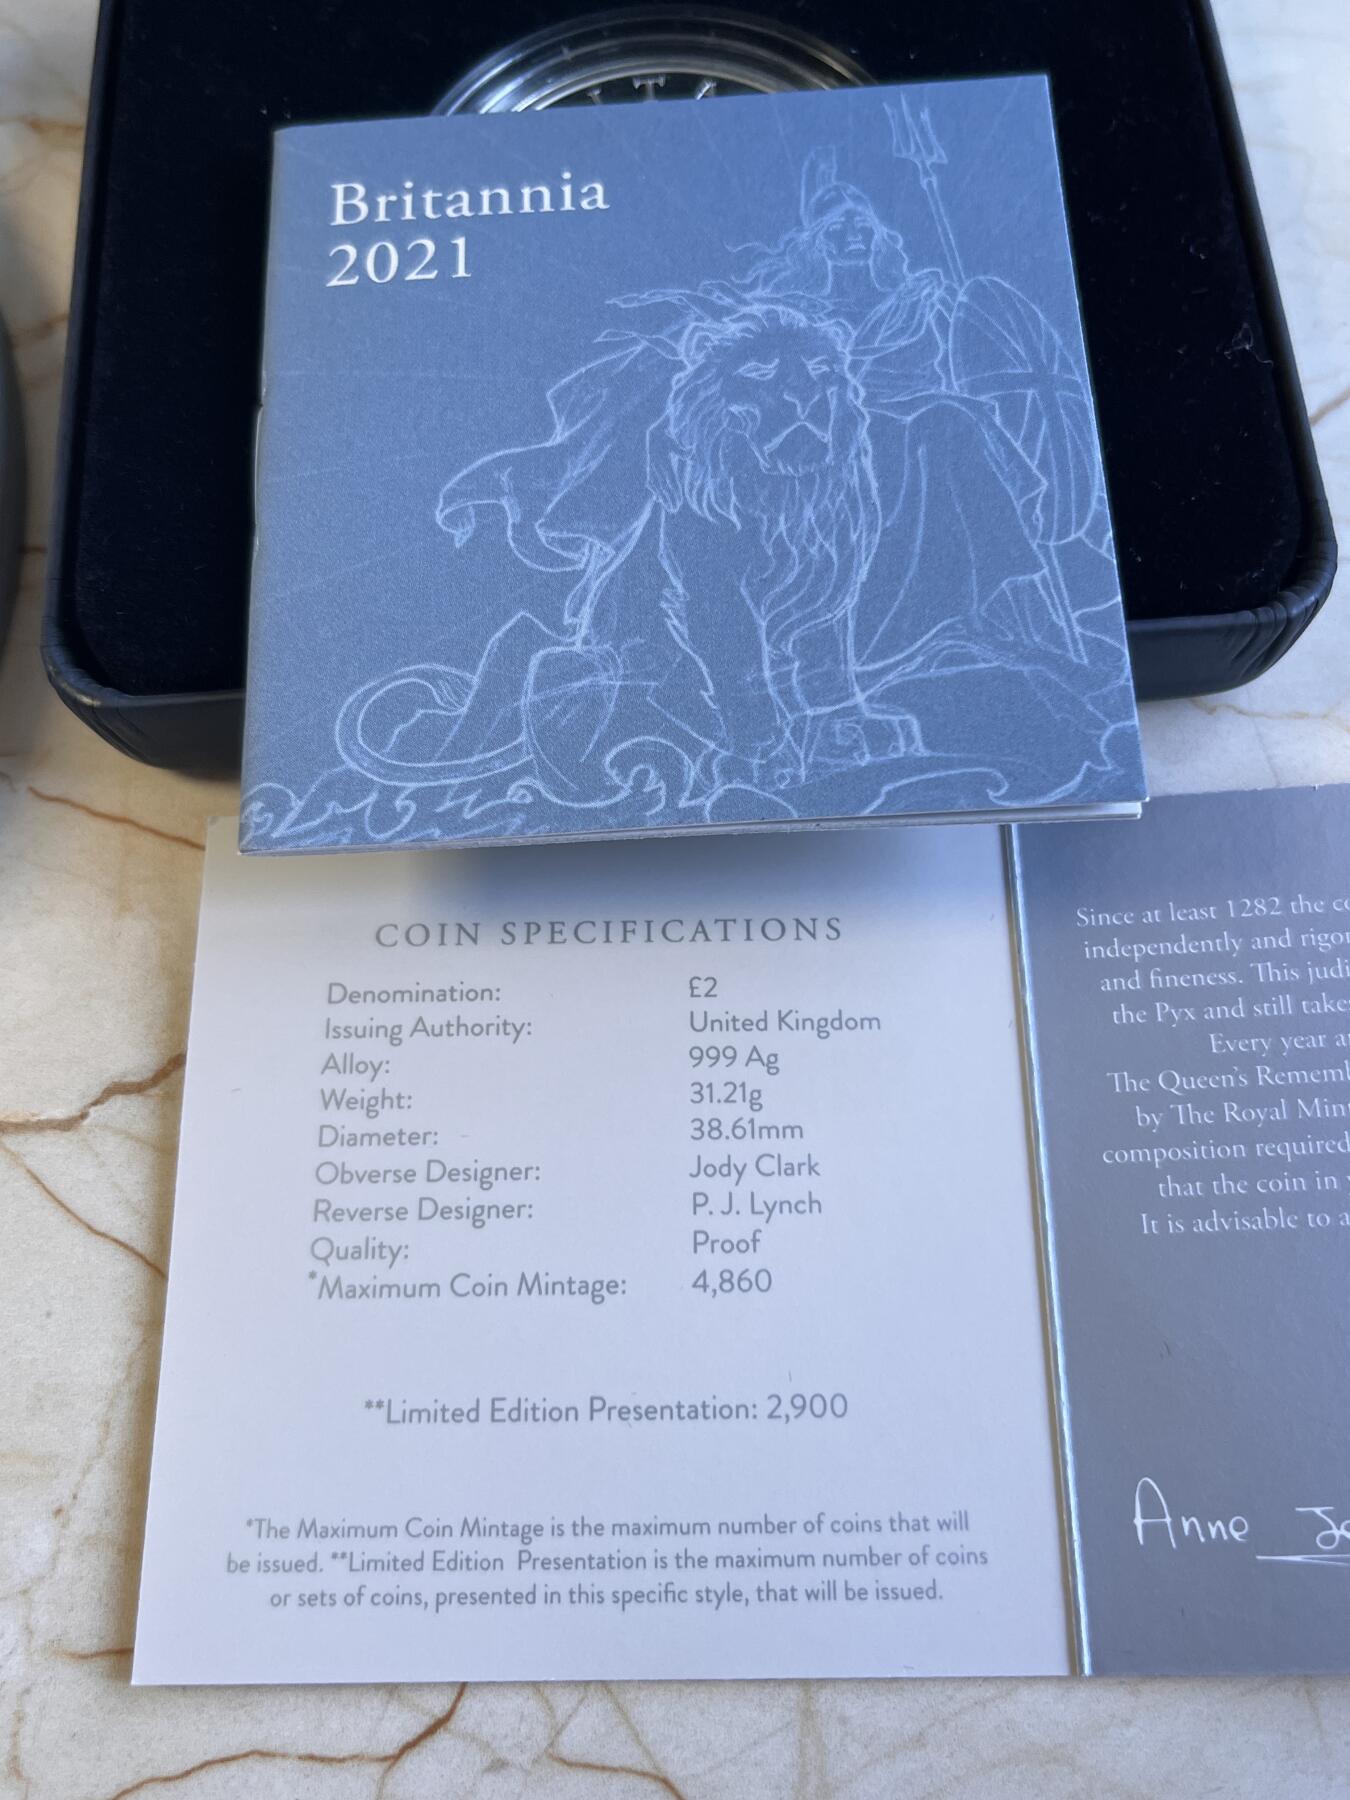 Britannia
2021
COIN SPECIFICATIONS
Denomination: £2
Issuing Authority: United Kingdom
Alloy: 999 Ag
Weight: 31.21g
Diameter: 38.61mm
Obverse Designer: Jody Clark
Reverse Designer: P. J. Lynch
Quality: Proof
*Maximum Coin Mintage: 4,860
**Limited Edition Presentation: 2,900
*The Maximum Coin Mintage is the maximum number of coins that will
be issued. **Limited Edition Presentation is the maximum number of coins
or sets of coins, presented in this specific style, that will be issued.
Since at least 1282 the
independently and
and fineness. This
the Pyx and still
Every year
The Queen's
by The Royal
composition required
that the coin in
It is advisable to
Anne